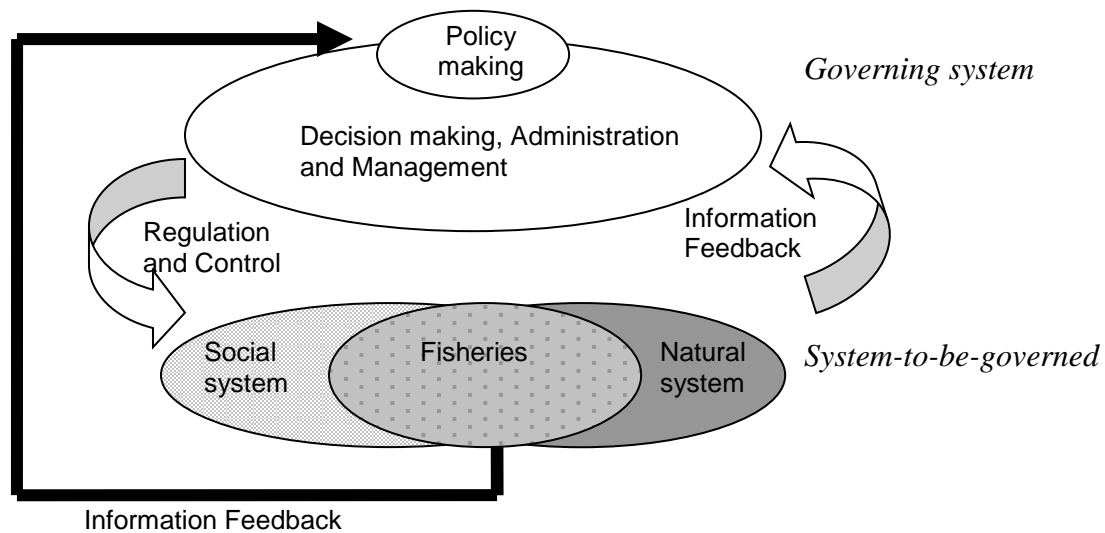 Policy
making
Governing system
Decision making, Administration
and Management
Information
Feedback
Regulation
and Control
Social
system
Fisheries
Natural
system
System-to-be-governed
Information Feedback